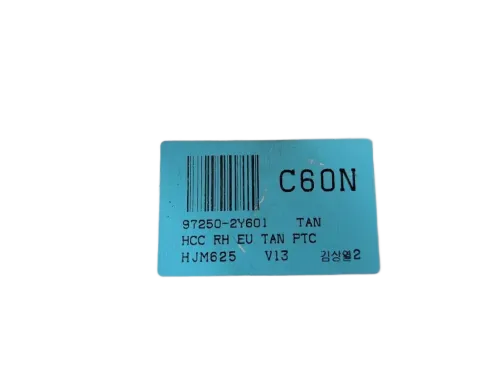 C60N
97250-2Y601 TAN
HCC RH EU TAN PTC
HJM625 V13 김상열2